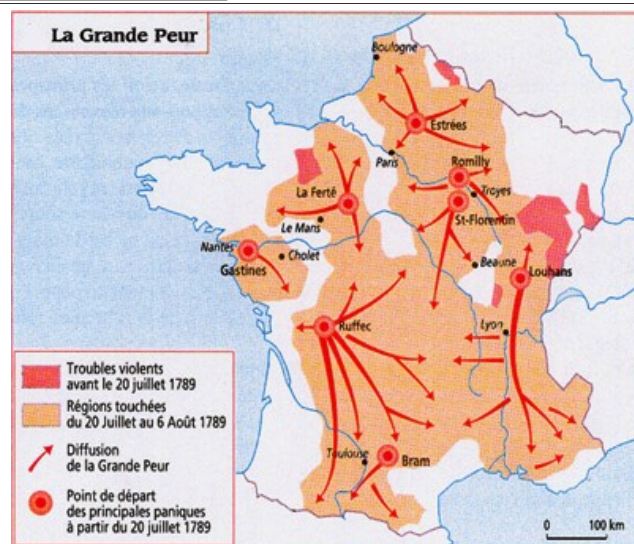 La Grande Peur
Boulogne
Estrées
Paris
Romilly
La Ferté
Troyes
St-Florentin
Le Mans
Nantes
Gastines
Cholet
Beaune
Louhans
Ruffec
Lyon
Toulouse
Bram
Troubles violents
avant le 20 juillet 1789
Régions touchées
du 20 Juillet au 6 Août 1789
Diffusion
de la Grande Peur
Point de départ
des principales paniques
à partir du 20 juillet 1789
0 100 km